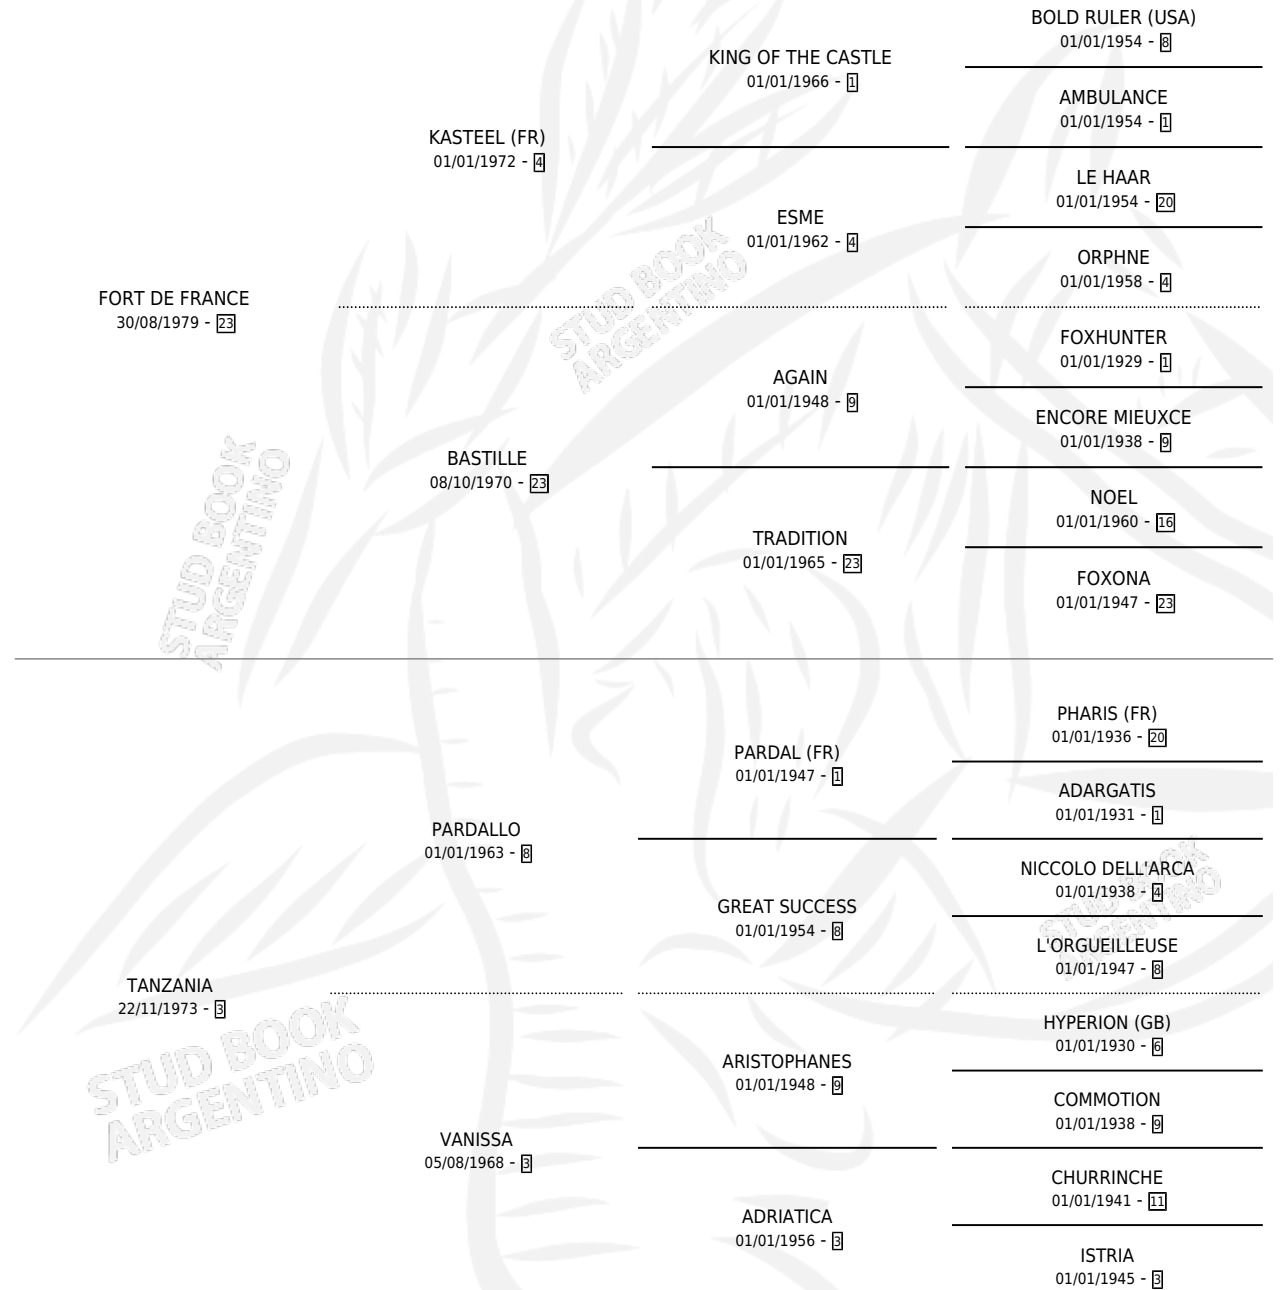 BOLD RULER (USA)
01/01/1954 - 8
KING OF THE CASTLE
01/01/1966 - 1
AMBULANCE
01/01/1954 - 1
KASTEEL (FR)
01/01/1972 - 4
LE HAAR
01/01/1954 - 20
ESME
01/01/1962 - 4
ORPHNE
01/01/1958 - 4
FORT DE FRANCE
30/08/1979 - 23
FOXHUNTER
01/01/1929 - 1
AGAIN
01/01/1948 - 9
ENCORE MIEUXCE
01/01/1938 - 9
BASTILLE
08/10/1970 - 23
NOEL
01/01/1960 - 16
TRADITION
01/01/1965 - 23
FOXONA
01/01/1947 - 23
PHARIS (FR)
01/01/1936 - 20
PARDAL (FR)
01/01/1947 - 1
ADARGATIS
01/01/1931 - 1
PARDALLO
01/01/1963 - 8
NICCOLO DELL'ARCA
01/01/1938 - 4
GREAT SUCCESS
01/01/1954 - 8
L'ORGUEILLEUSE
01/01/1947 - 8
TANZANIA
22/11/1973 - 3
HYPERION (GB)
01/01/1930 - 6
ARISTOPHANES
01/01/1948 - 9
COMMOTION
01/01/1938 - 9
VANISSA
05/08/1968 - 3
CHURRINCHE
01/01/1941 - 11
ADRIATICA
01/01/1956 - 3
ISTRIA
01/01/1945 - 3
STUD BOOK
ARGENTINO
STUD BOOK
ARGENTINO
STUD BOOK
ARGENTINO
STUD BOOK
ARGENTINO